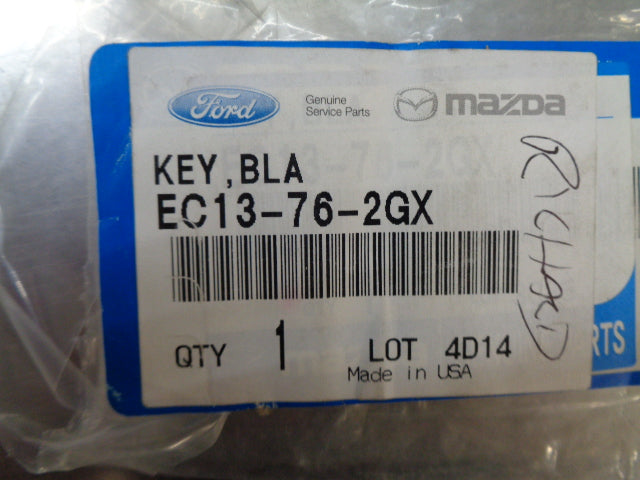 Ford
Genuine
Service Parts
mazda
KEY,BLA
EC13-76-2GX
QTY 1 LOT 4D14
Made in USA
RICHARD